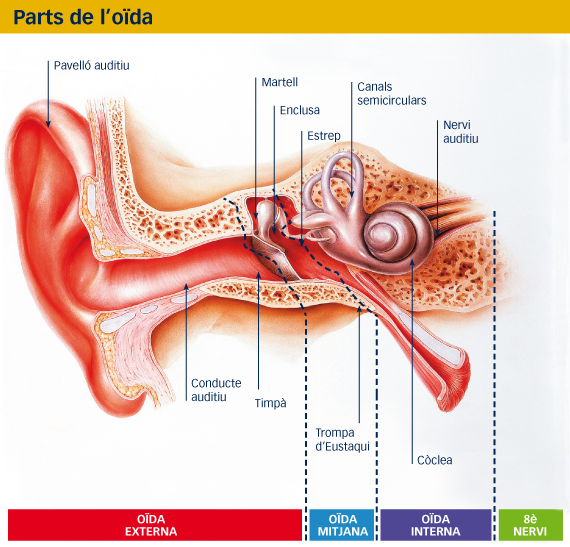 Parts de l'oïda
Pavelló auditiu
Martell
Enclusa
Estrep
Canals
semicirculars
Nervi
auditiu
Conducte
auditiu
Timpà
Trompa
d'Eustaqui
Còclea
OÏDA
EXTERNA
OÏDA
MITJANA
OÏDA
INTERNA
8è
NERVI